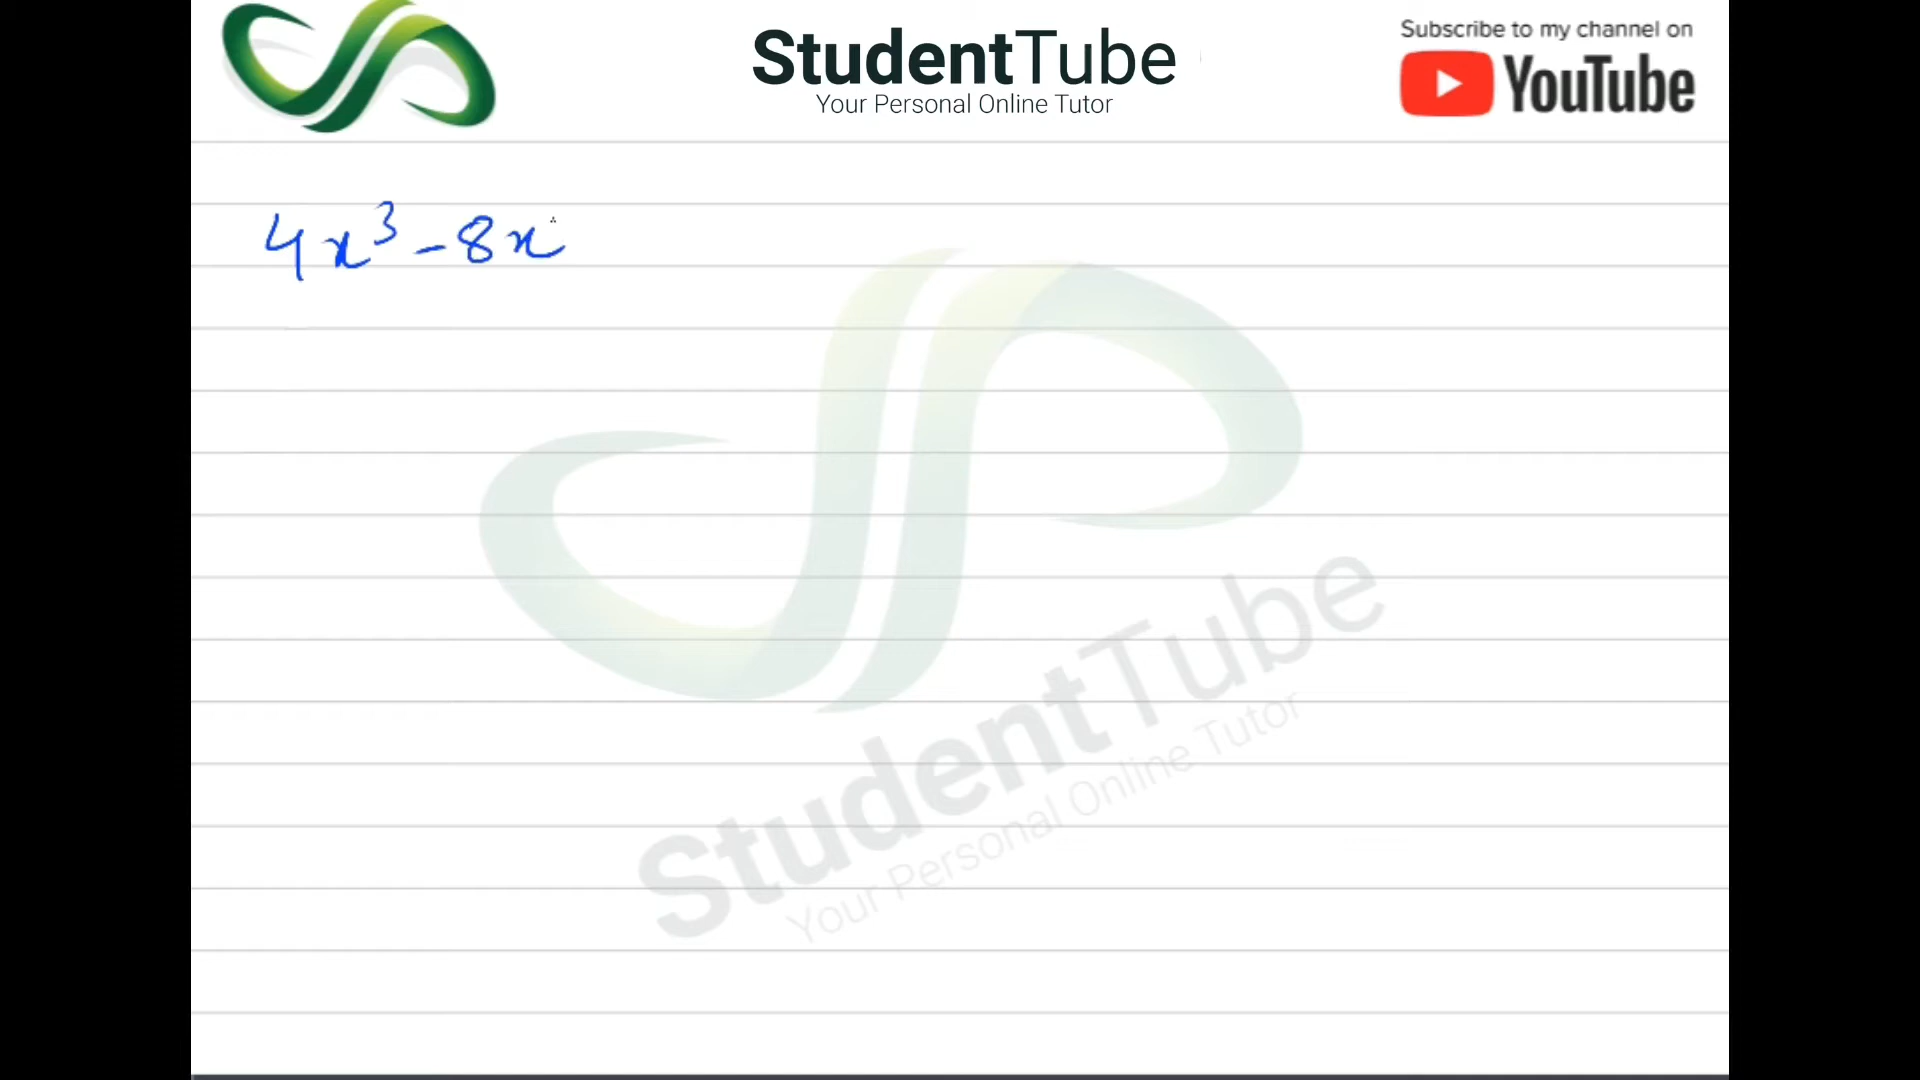 StudentTube
Your Personal Online Tutor
Subscribe to my channel on
YouTube
4x³ - 8x
StudentTube
Your Personal Online Tutor